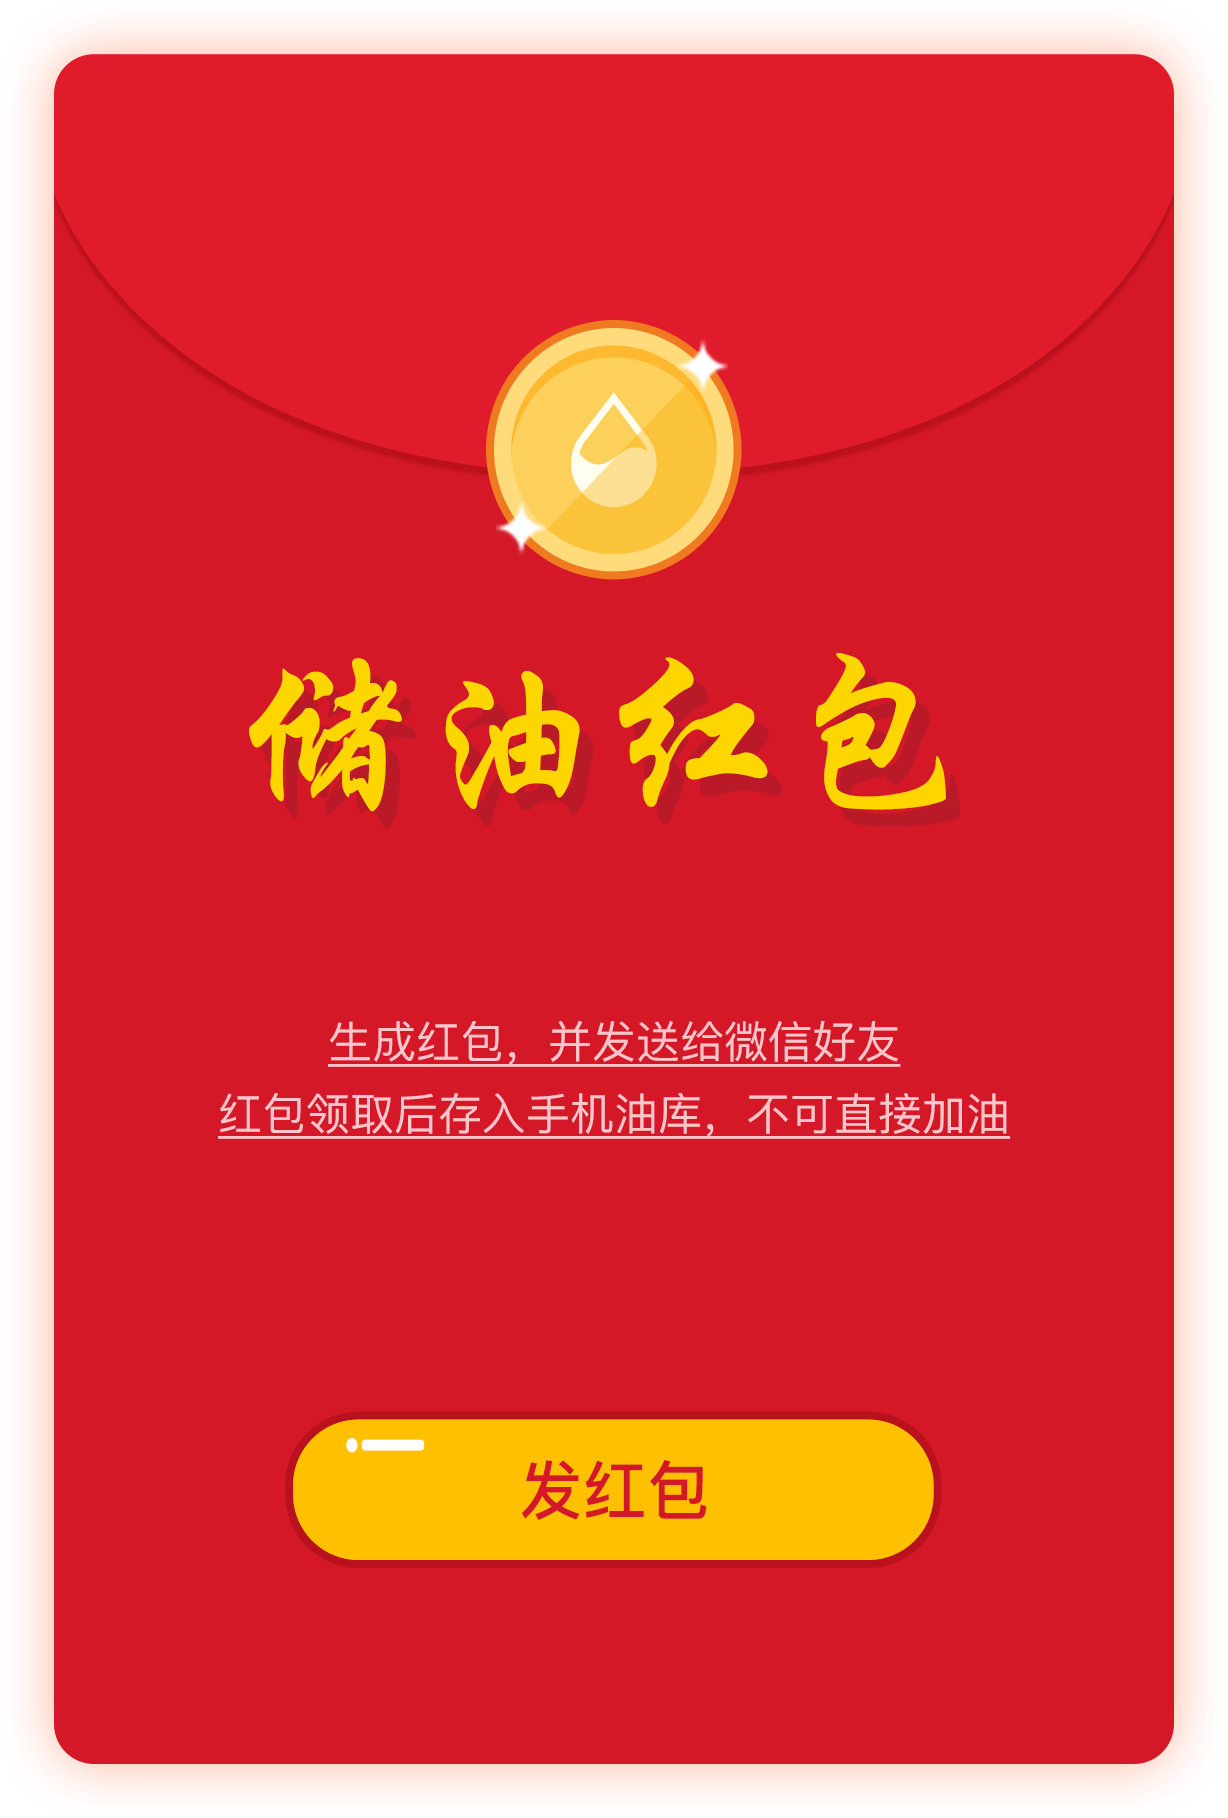 储油红包
生成红包，并发送给微信好友
红包领取后存入手机油库，不可直接加油
发红包